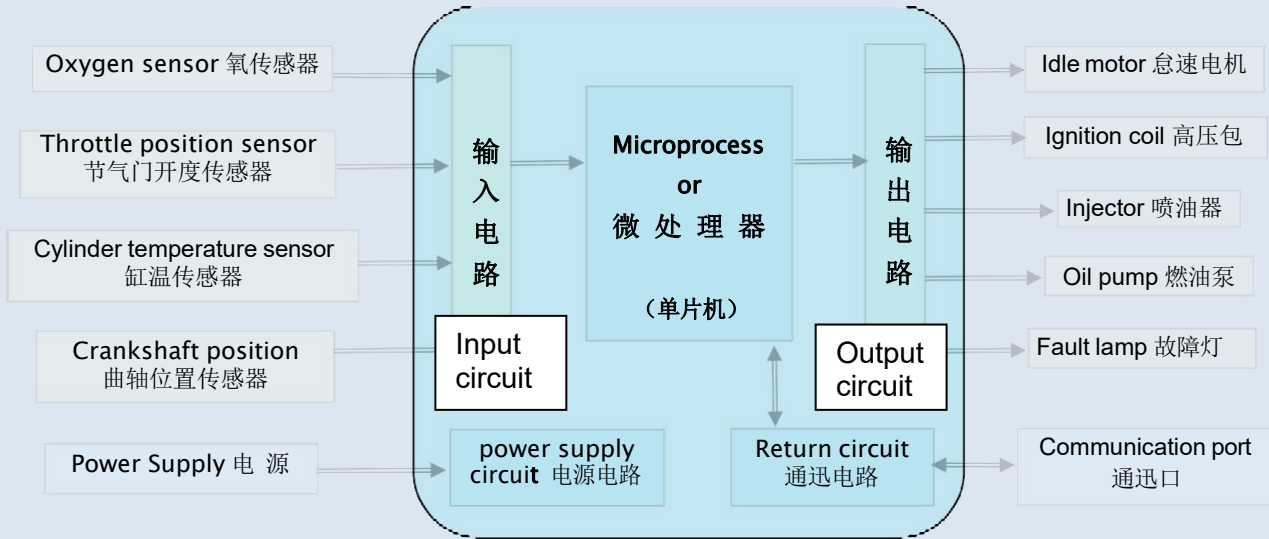 Oxygen sensor 氧传感器
Throttle position sensor
节气门开度传感器
Cylinder temperature sensor
缸温传感器
Crankshaft position
曲轴位置传感器
Power Supply 电 源
输
入
电
路
Input
circuit
power supply
circuit 电源电路
Microprocess
or
微 处 理 器
（单片机）
输
出
电
路
Output
circuit
Return circuit
通迅电路
Idle motor 怠速电机
Ignition coil 高压包
Injector 喷油器
Oil pump 燃油泵
Fault lamp 故障灯
Communication port
通迅口